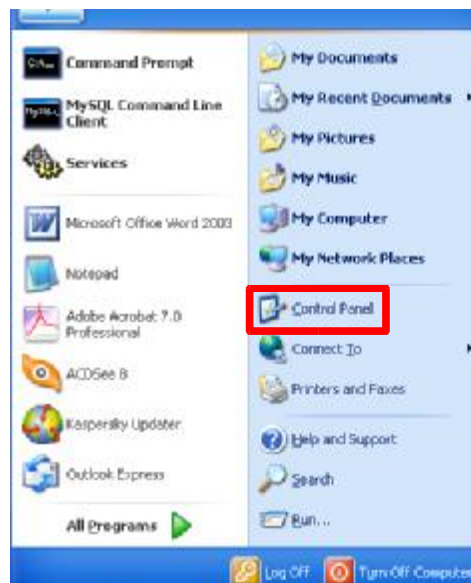 Command Prompt
MySQL Command Line
Client
Services
Microsoft Office Word 2003
Notepad
Adobe Acrobat 7.0
Professional
ACDSee 8
Kaspersky Updater
Outlook Express
All Programs
My Documents
My Recent Documents
My Pictures
My Music
My Computer
My Network Places
Control Panel
Connect To
Printers and Faxes
Help and Support
Search
Run...
Log Off
Turn Off Computer